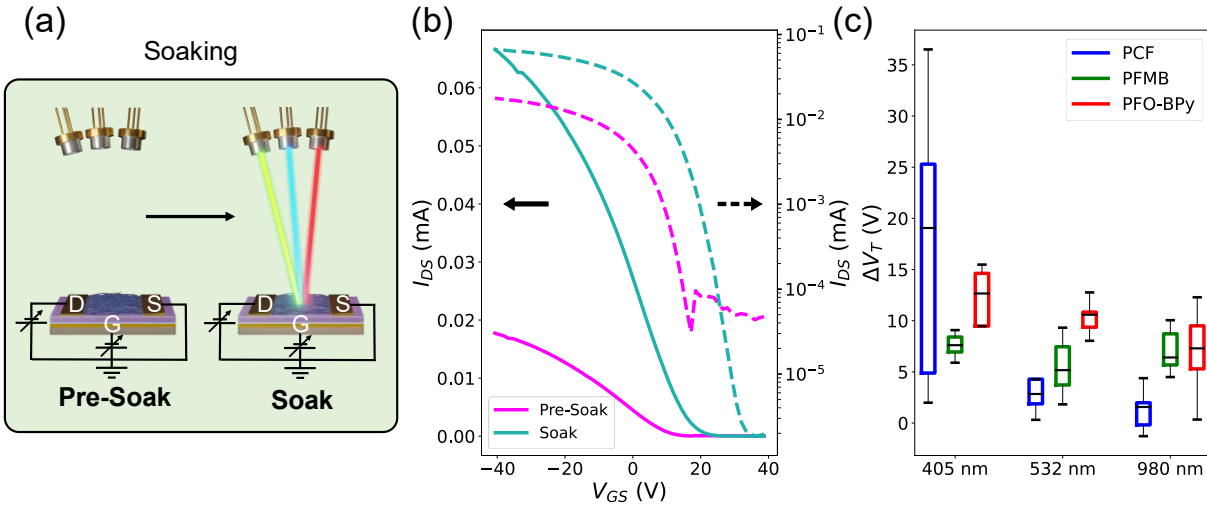 (a)
Soaking
D
S
G
Pre-Soak
D
S
G
Soak
(b)
I_DS (mA)
0.06
0.05
0.04
0.03
0.02
0.01
0.00
−40
−20
0
20
40
V_GS (V)
Pre-Soak
Soak
10⁻¹
10⁻²
10⁻³
10⁻⁴
10⁻⁵
I_DS (mA)
(c)
ΔV_T (V)
35
30
25
20
15
10
5
0
405 nm
532 nm
980 nm
PCF
PFMB
PFO-BPy